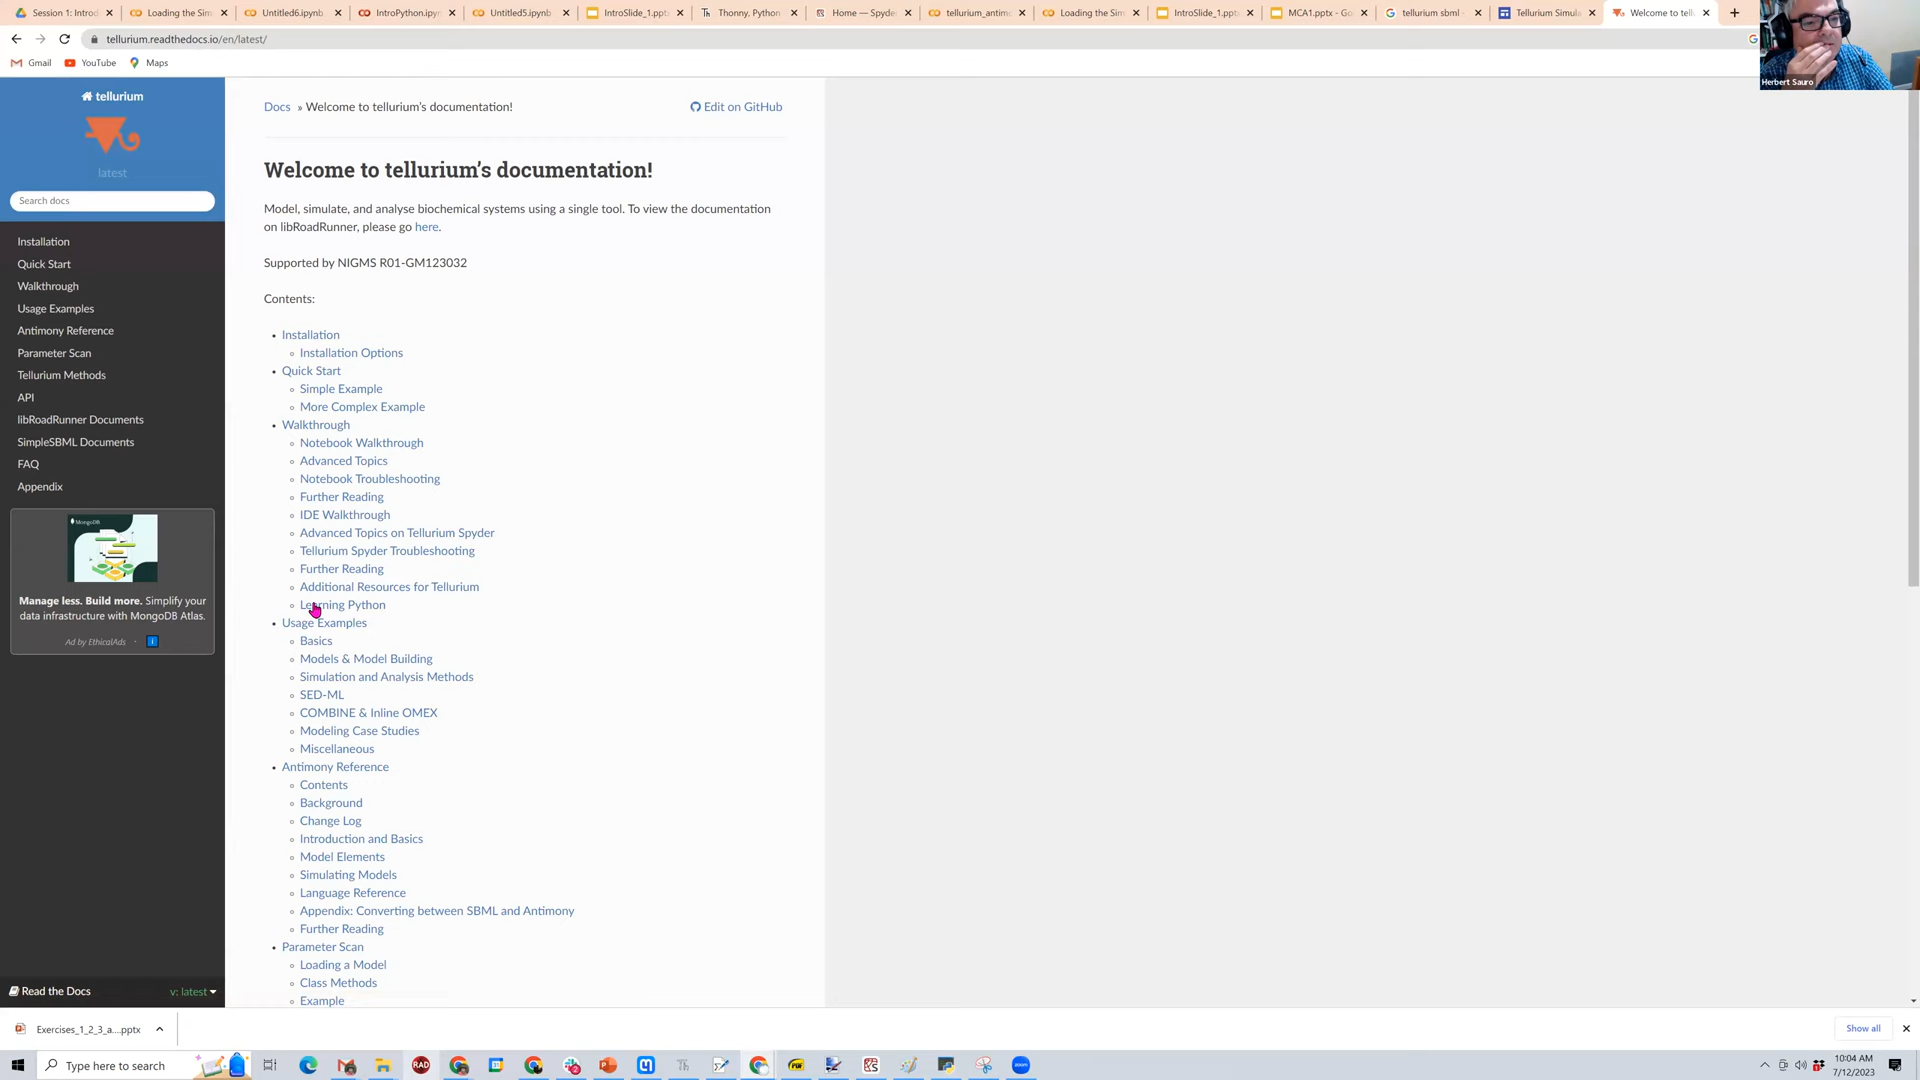 Session 1: Introd
Loading the Sim
Untitled6.ipynb
IntroPython.ipyn
Untitled5.ipynb
IntroSlide_1.pptx
Thonny, Python
Home — Spyder
tellurium_antimo
Loading the Sim
IntroSlide_1.pptx
MCA1.pptx - Goo
tellurium sbml -
Tellurium Simula
Welcome to tell
tellurium.readthedocs.io/en/latest/
Gmail
YouTube
Maps
Herbert Sauro
tellurium
latest
Search docs
Installation
Quick Start
Walkthrough
Usage Examples
Antimony Reference
Parameter Scan
Tellurium Methods
API
libRoadRunner Documents
SimpleSBML Documents
FAQ
Appendix
MongoDB
Manage less. Build more. Simplify your
data infrastructure with MongoDB Atlas.
Ad by EthicalAds ·
Read the Docs
v: latest
Docs » Welcome to tellurium’s documentation!
Edit on GitHub
Welcome to tellurium’s documentation!
Model, simulate, and analyse biochemical systems using a single tool. To view the documentation
on libRoadRunner, please go here.
Supported by NIGMS R01-GM123032
Contents:
Installation
Installation Options
Quick Start
Simple Example
More Complex Example
Walkthrough
Notebook Walkthrough
Advanced Topics
Notebook Troubleshooting
Further Reading
IDE Walkthrough
Advanced Topics on Tellurium Spyder
Tellurium Spyder Troubleshooting
Further Reading
Additional Resources for Tellurium
Learning Python
Usage Examples
Basics
Models & Model Building
Simulation and Analysis Methods
SED-ML
COMBINE & Inline OMEX
Modeling Case Studies
Miscellaneous
Antimony Reference
Contents
Background
Change Log
Introduction and Basics
Model Elements
Simulating Models
Language Reference
Appendix: Converting between SBML and Antimony
Further Reading
Parameter Scan
Loading a Model
Class Methods
Example
Exercises_1_2_3_a....pptx
Show all
Type here to search
RAD
10:04 AM
7/12/2023